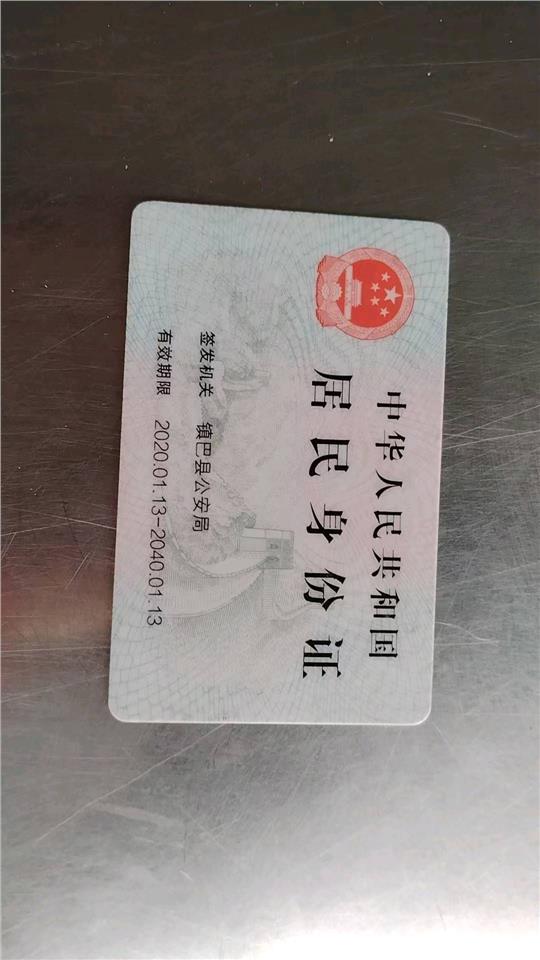 中华人民共和国
居民身份证
签发机关 镇巴县公安局
有效期限 2020.01.13-2040.01.13